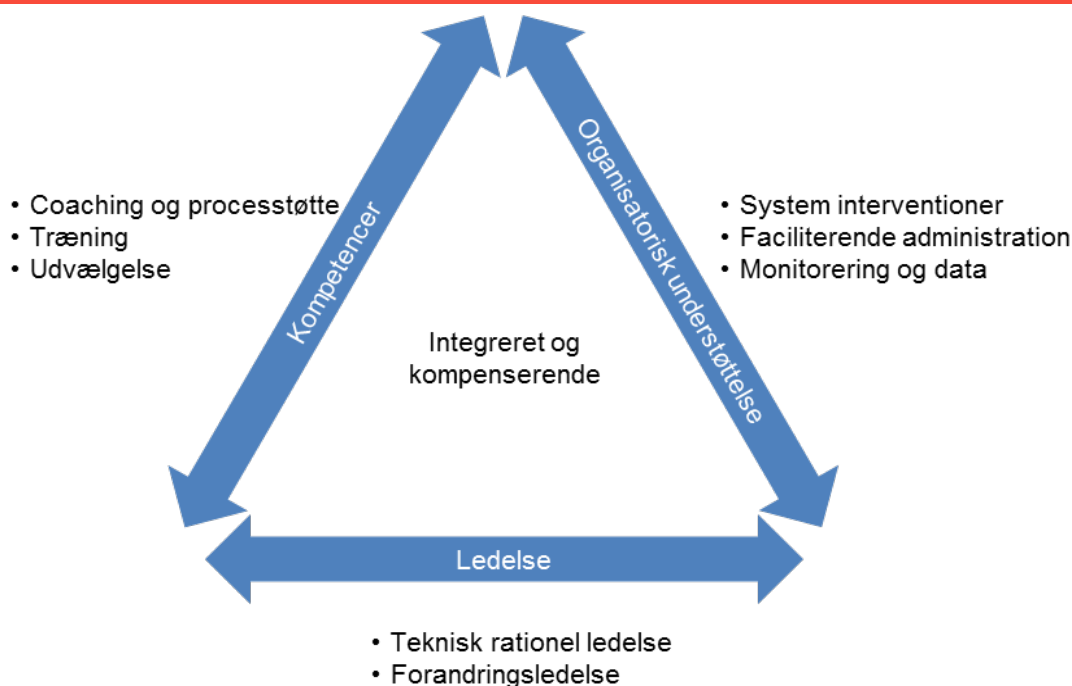 Kompetencer
Organisatorisk understøttelse
• Coaching og processtøtte
• Træning
• Udvælgelse
• System interventioner
• Faciliterende administration
• Monitorering og data
Integreret og
kompenserende
Ledelse
• Teknisk rationel ledelse
• Forandringsledelse